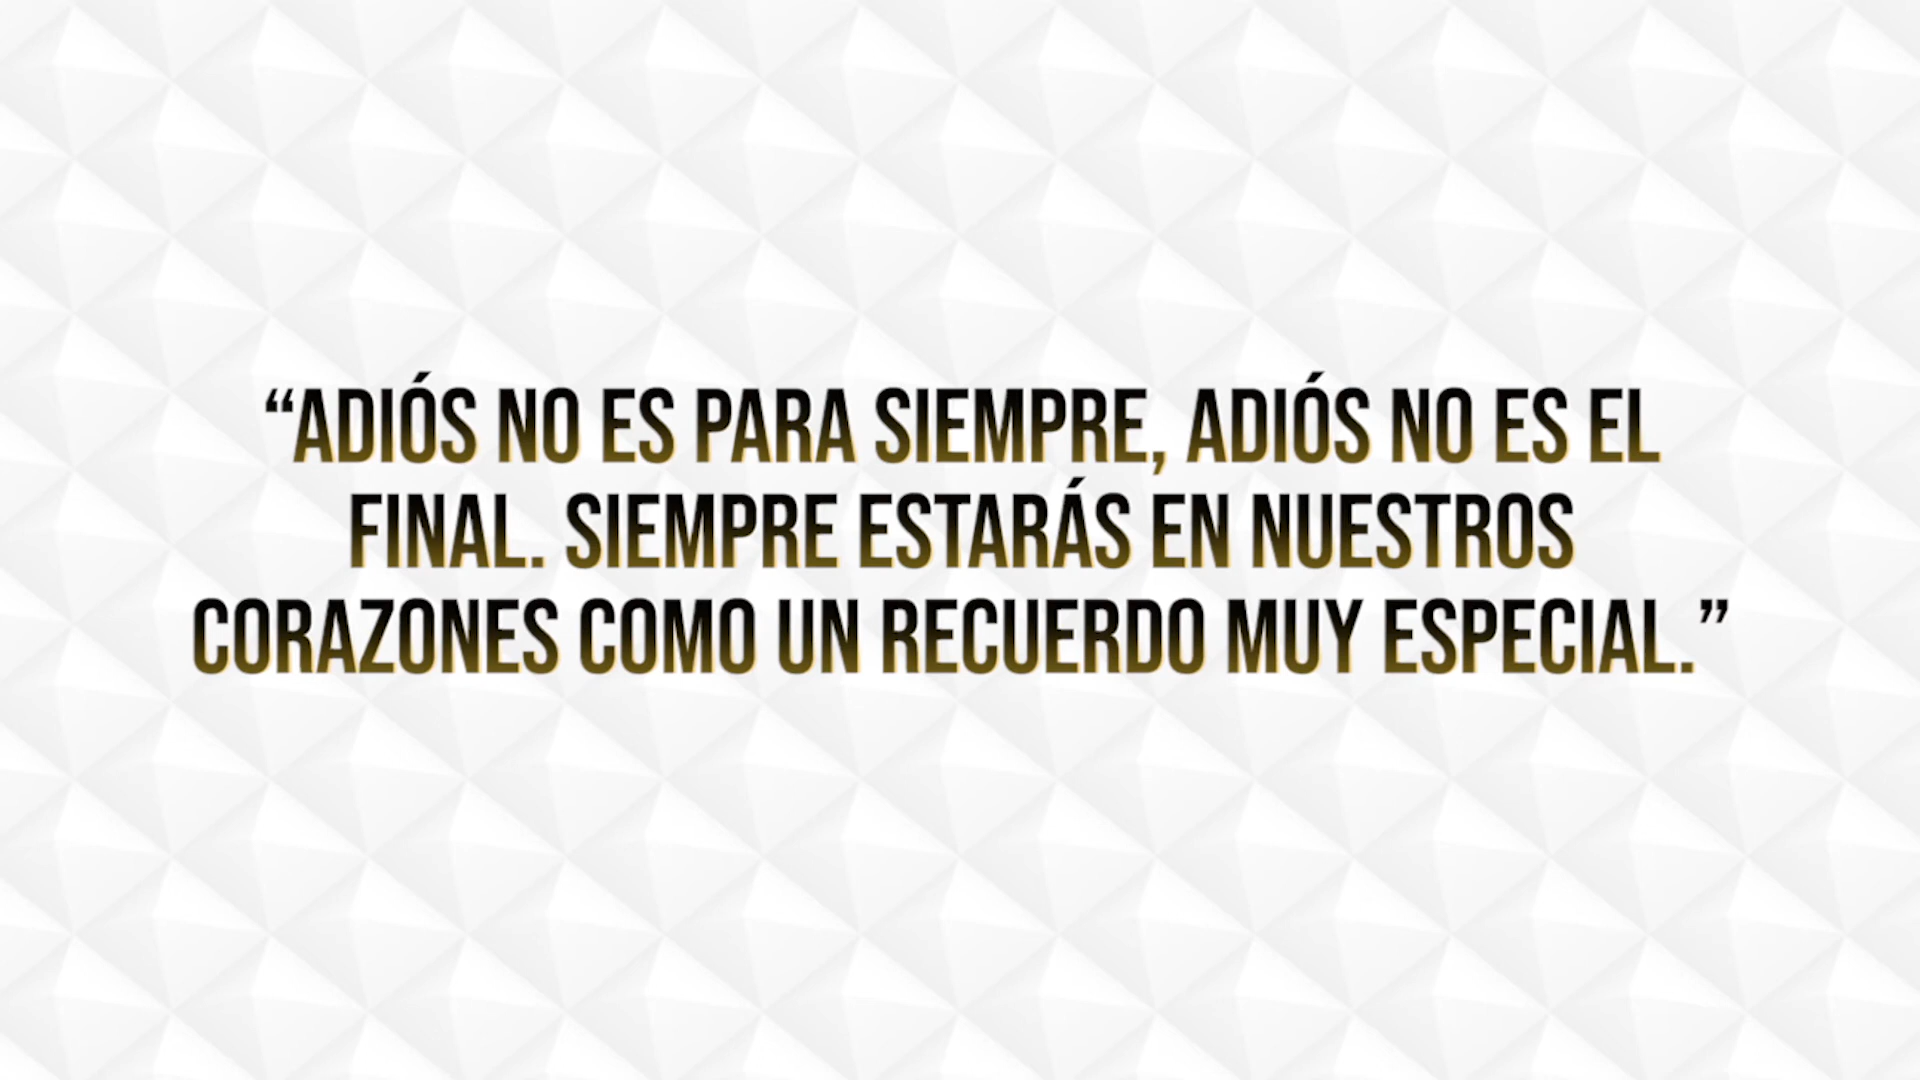 “ADIÓS NO ES PARA SIEMPRE, ADIÓS NO ES EL
FINAL. SIEMPRE ESTARÁS EN NUESTROS
CORAZONES COMO UN RECUERDO MUY ESPECIAL.”